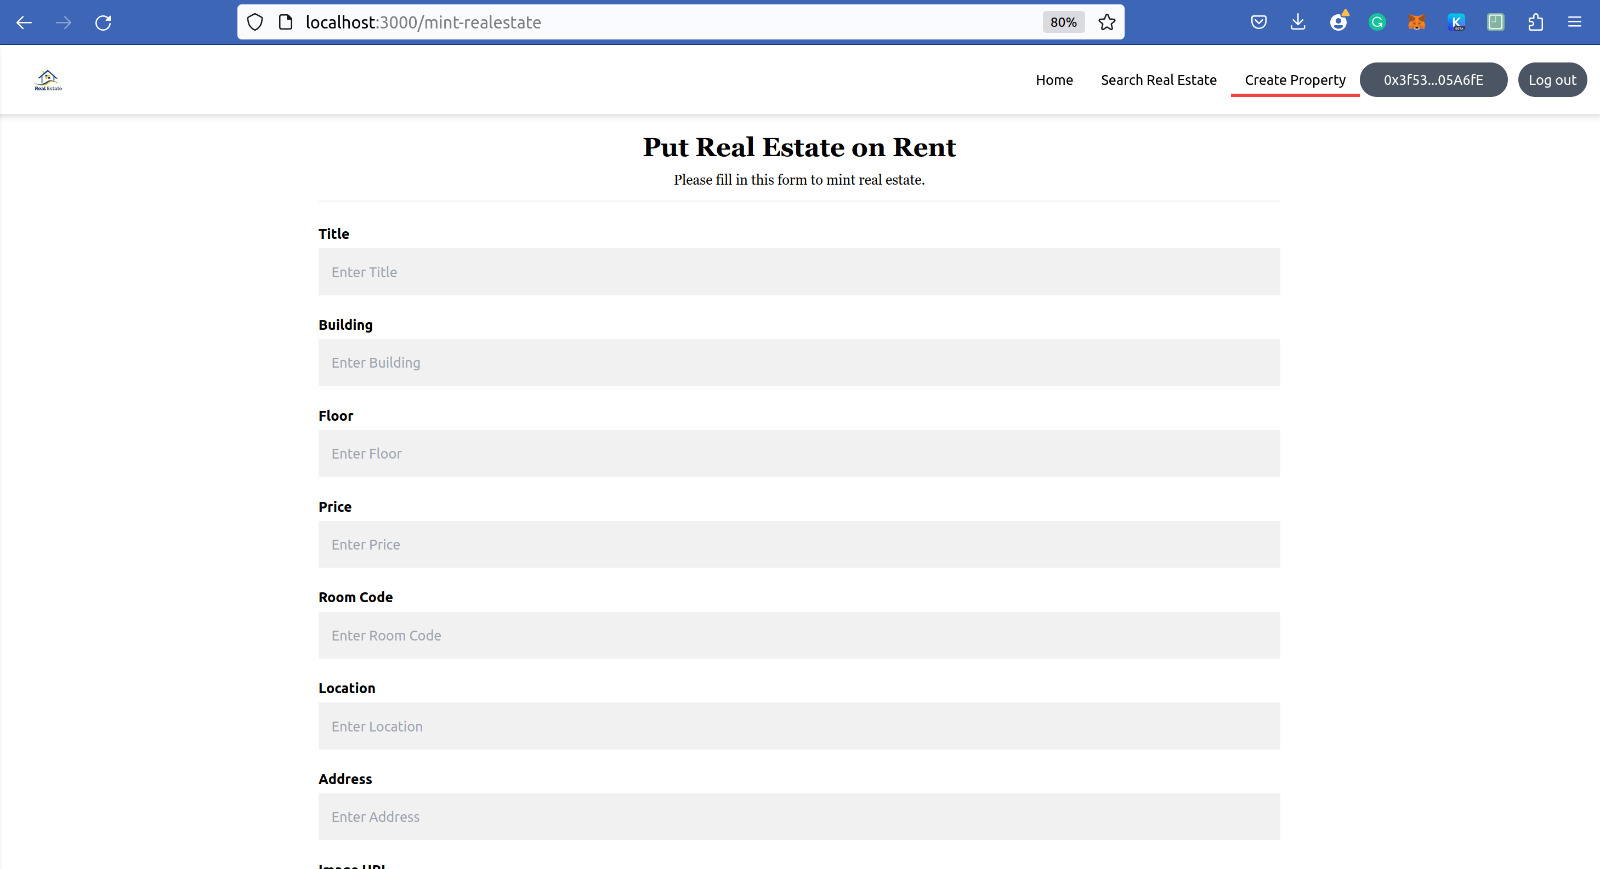 localhost:3000/mint-realestate
80%
Real Estate
Home
Search Real Estate
Create Property
0x3f53...05A6fE
Log out
Put Real Estate on Rent
Please fill in this form to mint real estate.
Title
Enter Title
Building
Enter Building
Floor
Enter Floor
Price
Enter Price
Room Code
Enter Room Code
Location
Enter Location
Address
Enter Address
Image URL